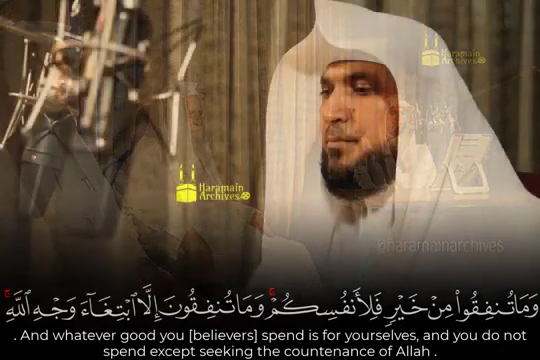 Haramain
Archives
Haramain
Archives
@haramainarchives
وَمَا تُنفِقُوا۟ مِنْ خَيْرٍ فَلِأَنفُسِكُمْ ۚ وَمَا تُنفِقُونَ إِلَّا ٱبْتِغَآءَ وَجْهِ ٱللَّهِ ۚ
. And whatever good you [believers] spend is for yourselves, and you do not
spend except seeking the countenance of Allah .